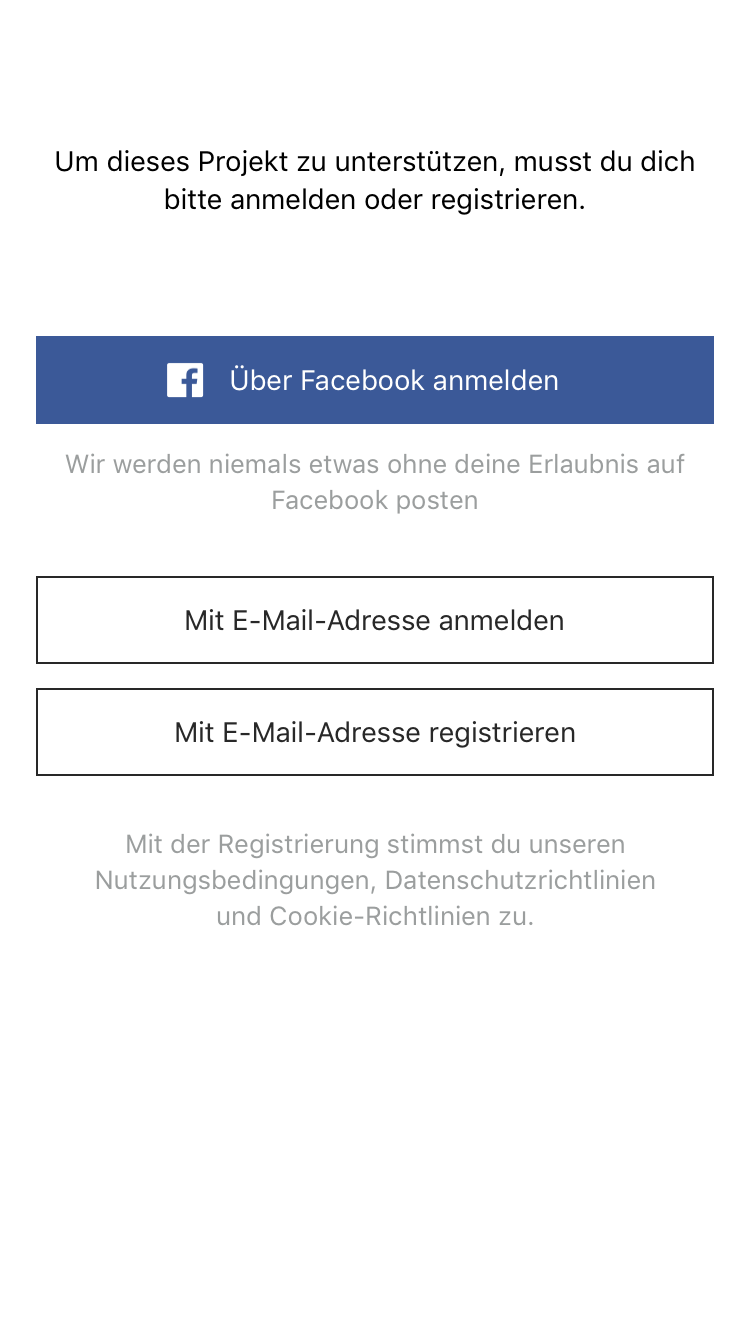 Um dieses Projekt zu unterstützen, musst du dich
bitte anmelden oder registrieren.
Über Facebook anmelden
Wir werden niemals etwas ohne deine Erlaubnis auf
Facebook posten
Mit E-Mail-Adresse anmelden
Mit E-Mail-Adresse registrieren
Mit der Registrierung stimmst du unseren
Nutzungsbedingungen, Datenschutzrichtlinien
und Cookie-Richtlinien zu.